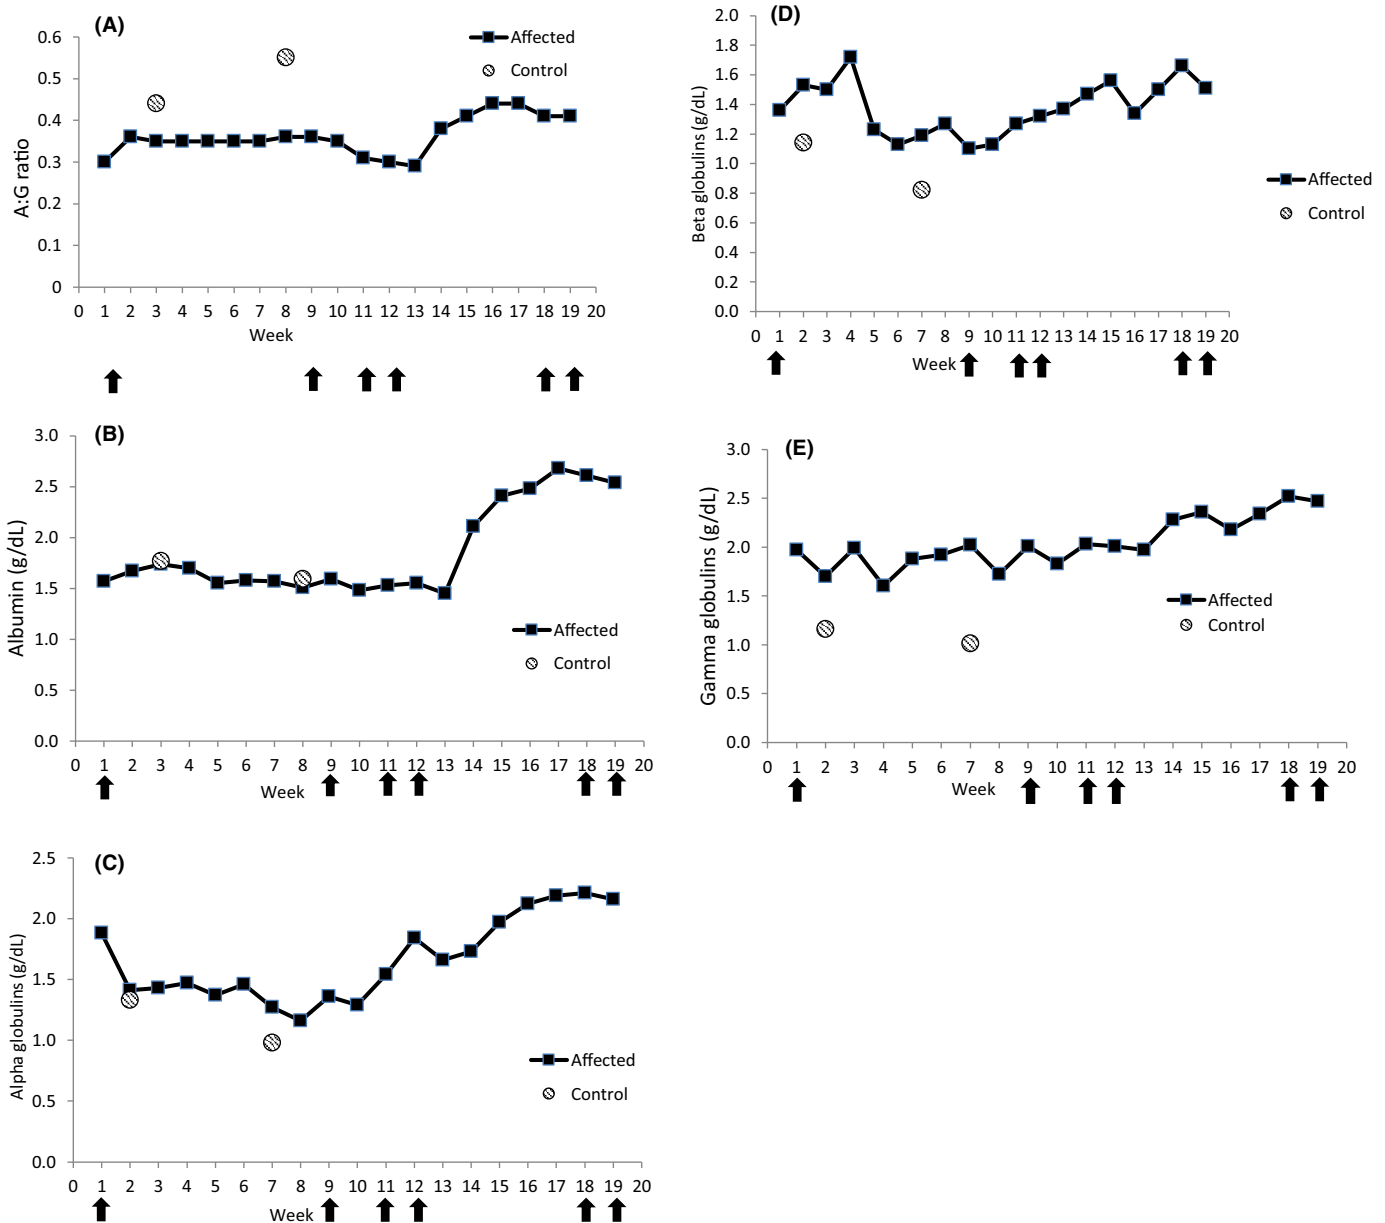 (A)
0.6
0.5
0.4
0.3
0.2
0.1
0
A:G ratio
Affected
Control
0 1 2 3 4 5 6 7 8 9 10 11 12 13 14 15 16 17 18 19 20
Week
(B)
3.0
2.5
2.0
1.5
1.0
0.5
0.0
Albumin (g/dL)
Affected
Control
0 1 2 3 4 5 6 7 8 9 10 11 12 13 14 15 16 17 18 19 20
Week
(C)
2.5
2.0
1.5
1.0
0.5
0.0
Alpha globulins (g/dL)
Affected
Control
0 1 2 3 4 5 6 7 8 9 10 11 12 13 14 15 16 17 18 19 20
Week
(D)
2.0
1.8
1.6
1.4
1.2
1.0
0.8
0.6
0.4
0.2
0.0
Beta globulins (g/dL)
Affected
Control
0 1 2 3 4 5 6 7 8 9 10 11 12 13 14 15 16 17 18 19 20
Week
(E)
3.0
2.5
2.0
1.5
1.0
0.5
0.0
Gamma globulins (g/dL)
Affected
Control
0 1 2 3 4 5 6 7 8 9 10 11 12 13 14 15 16 17 18 19 20
Week